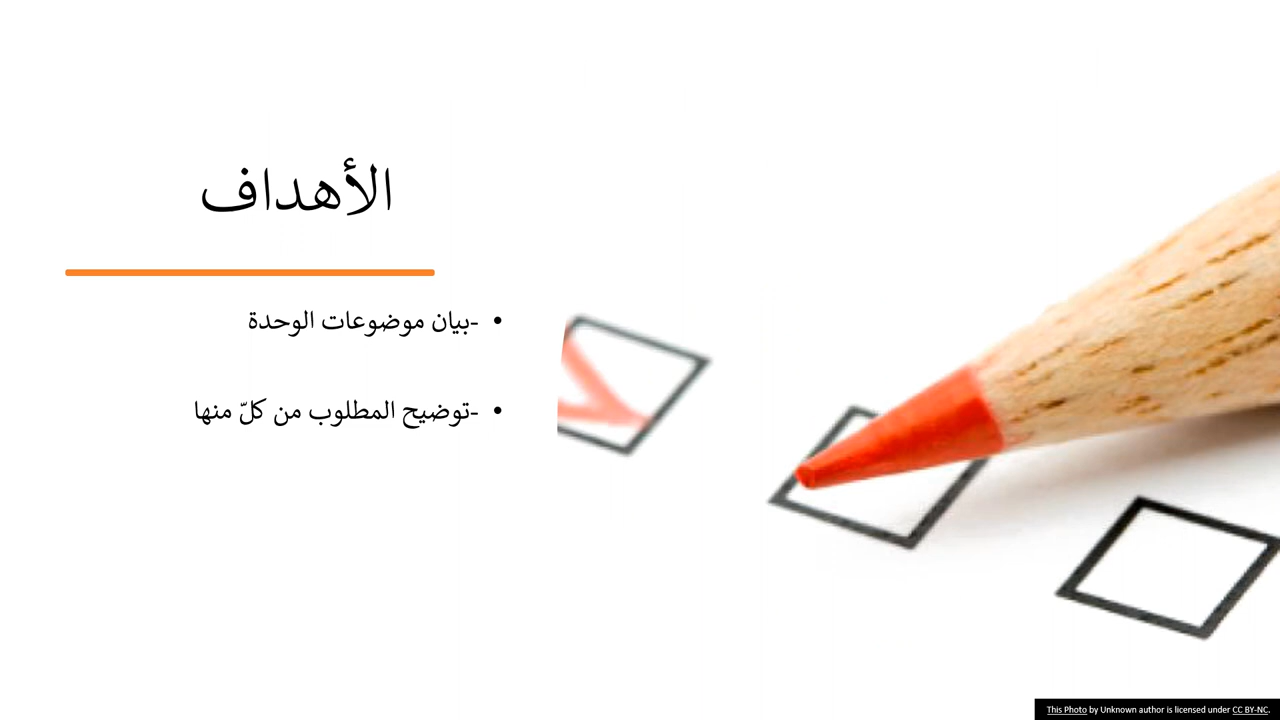 الأهداف
• -بيان موضوعات الوحدة
• -توضيح المطلوب من كلّ منها
This Photo by Unknown author is licensed under CC BY-NC.